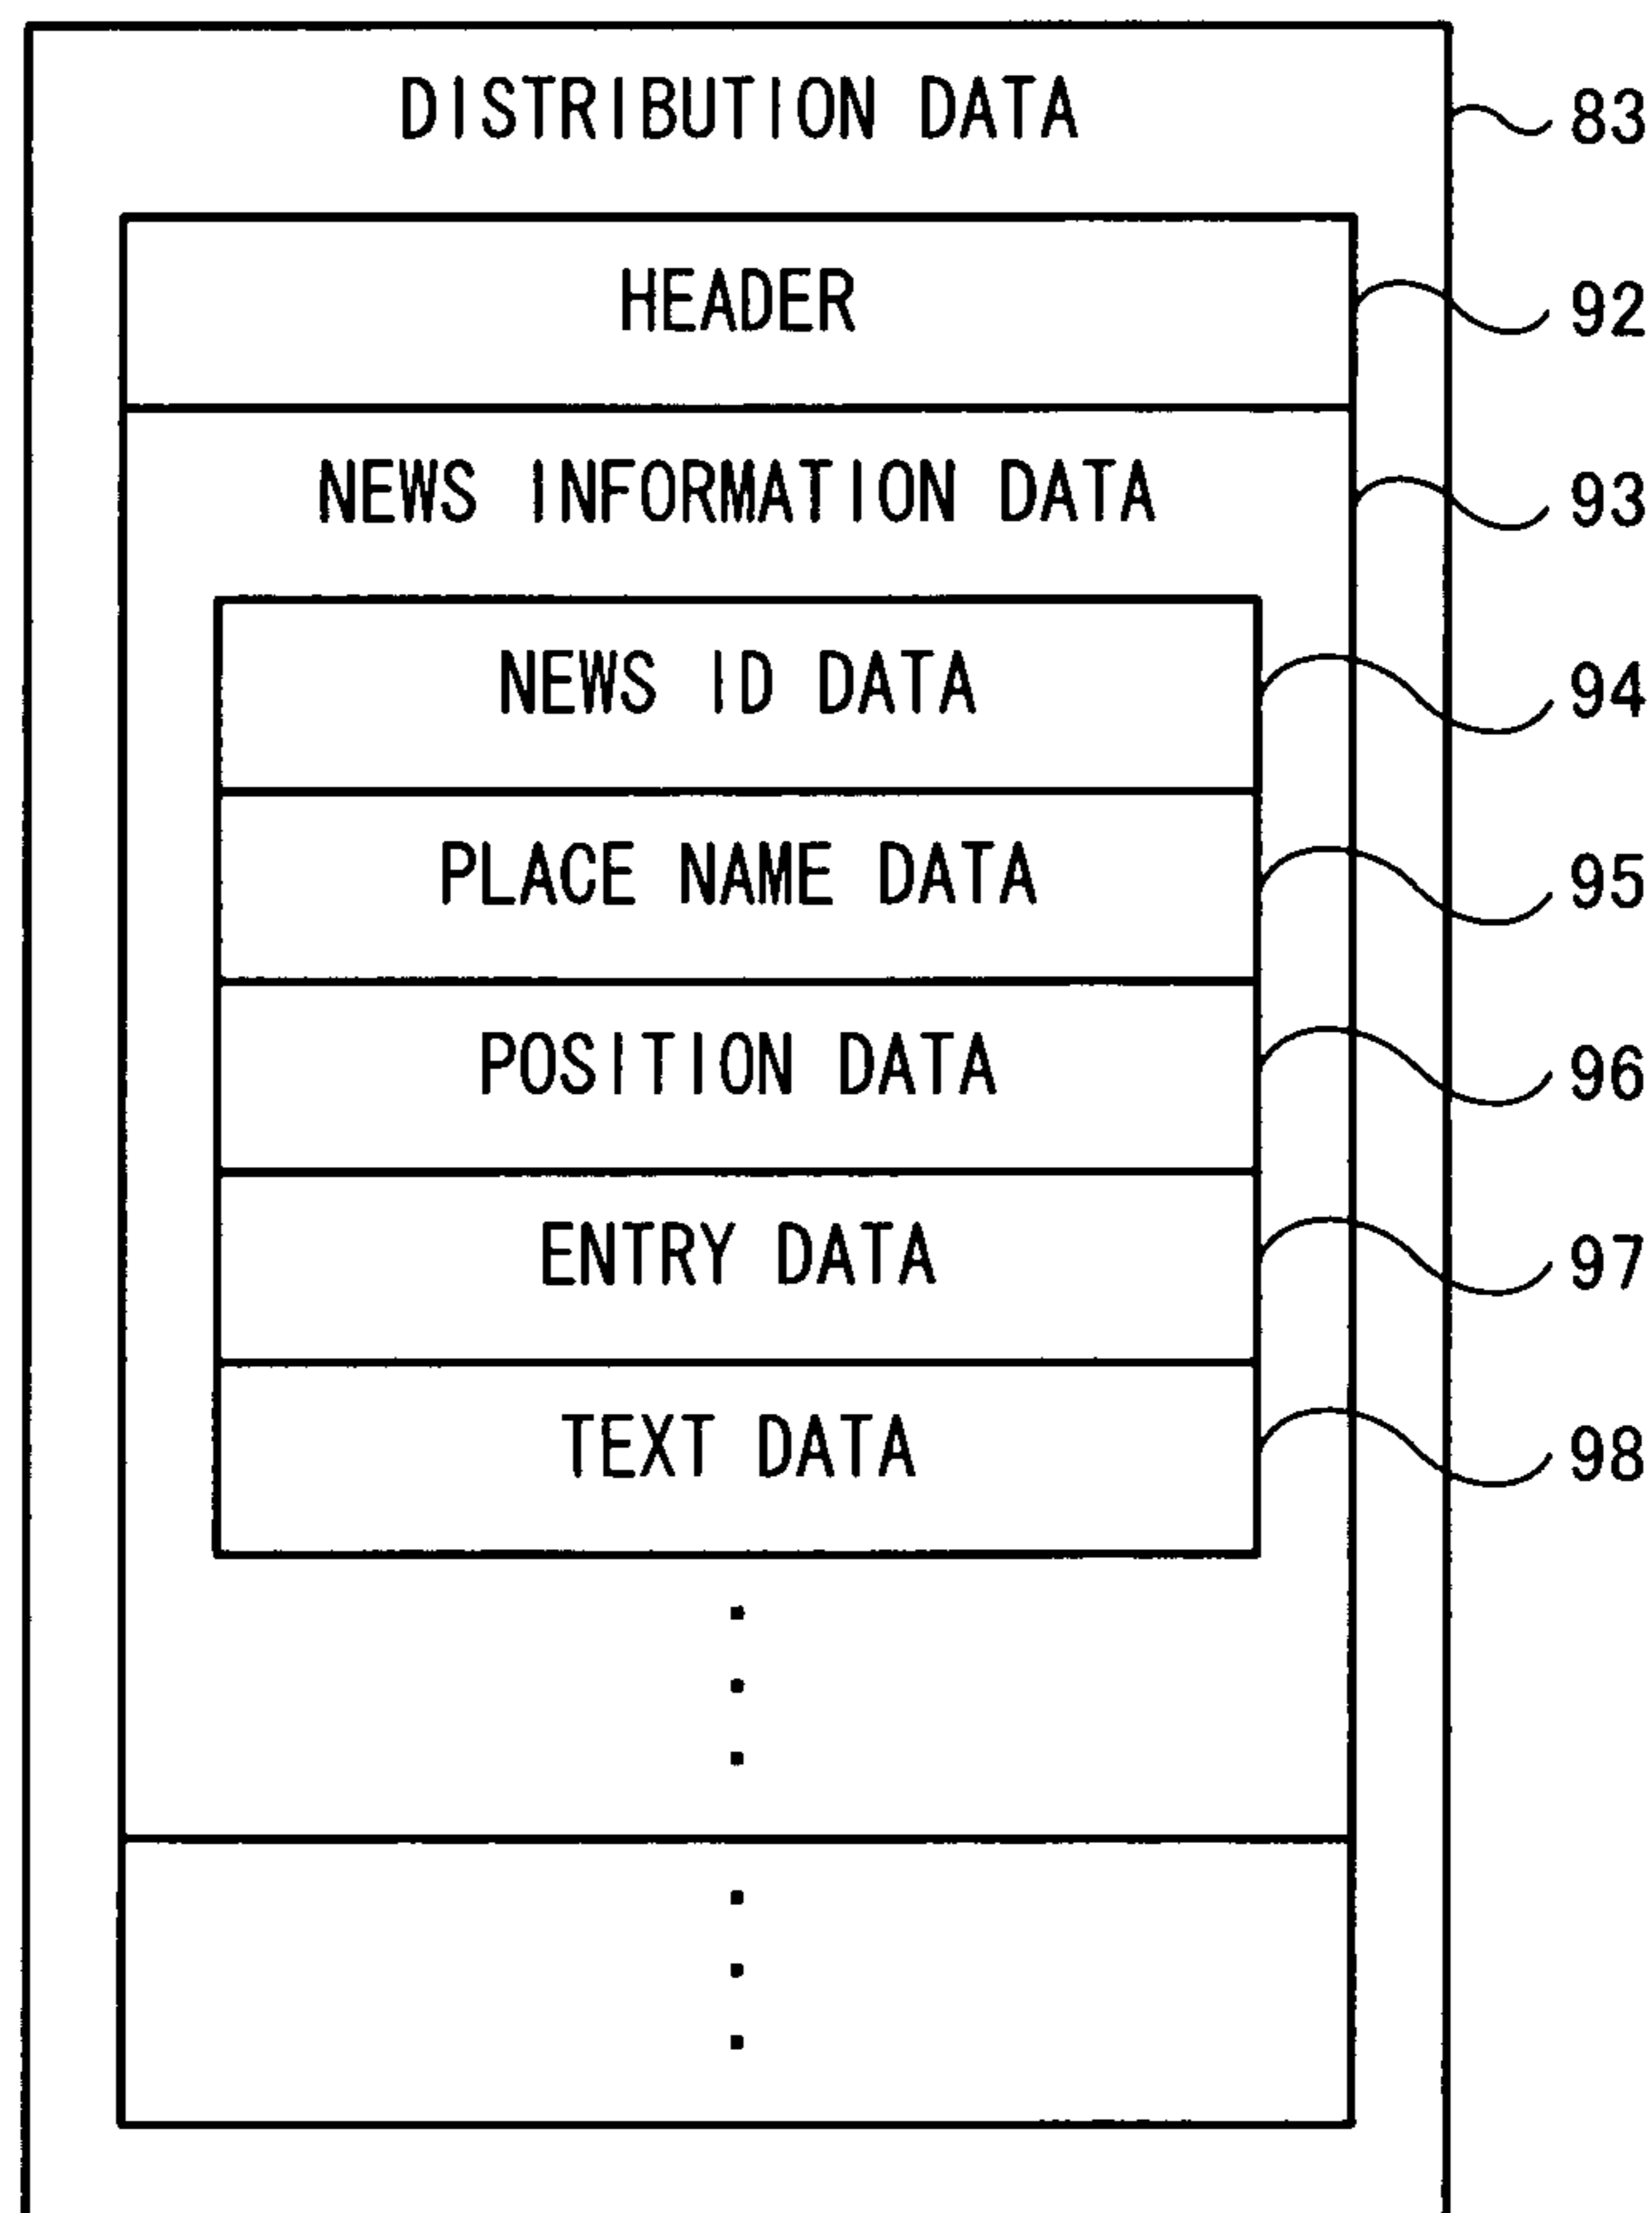 DISTRIBUTION DATA 83
HEADER 92
NEWS INFORMATION DATA 93
NEWS ID DATA 94
PLACE NAME DATA 95
POSITION DATA 96
ENTRY DATA 97
TEXT DATA 98